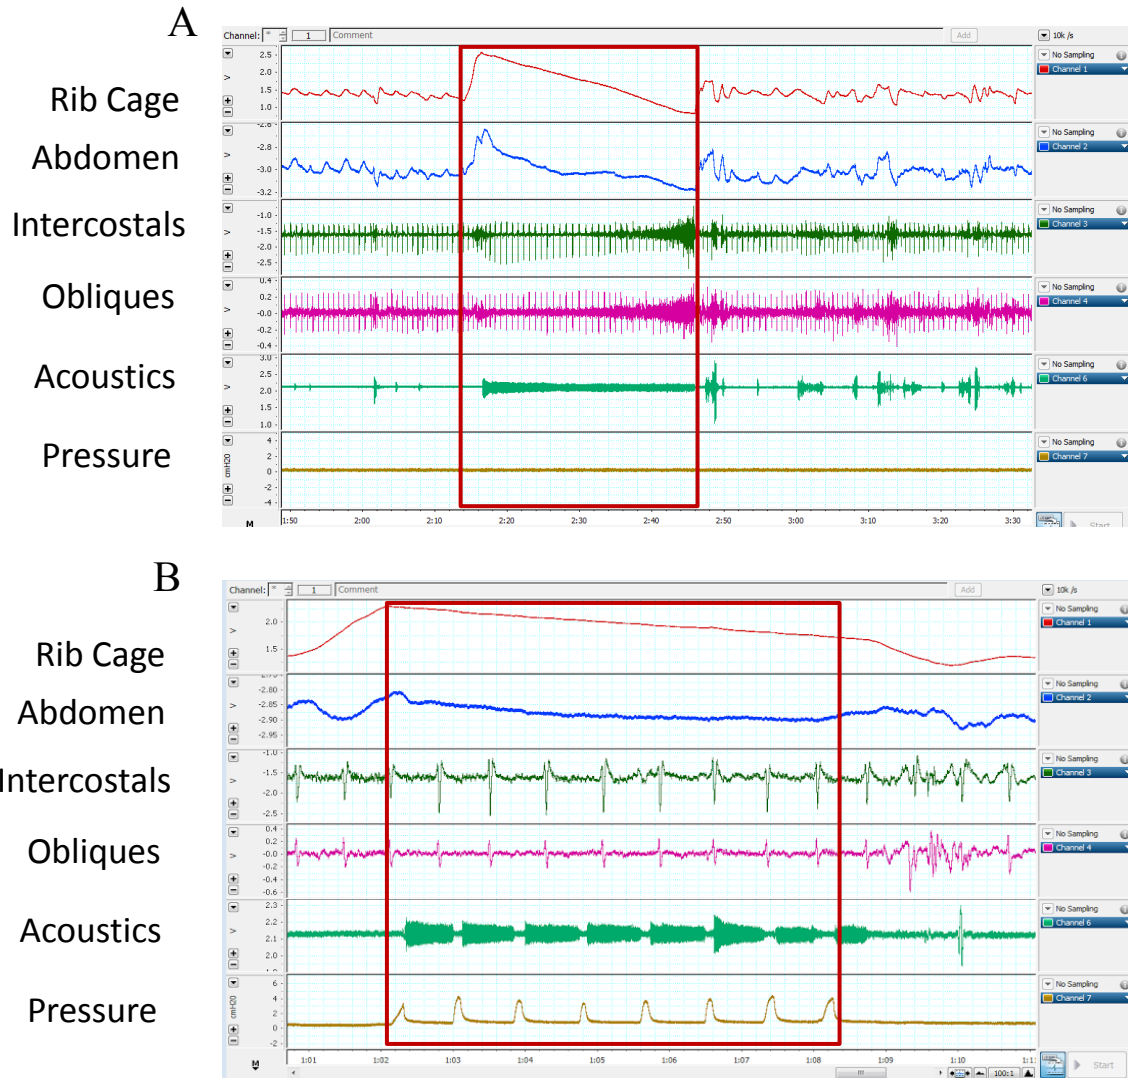 A
Channel: * 1 Comment Add 10k /s
Rib Cage
2.5
2.0
1.5
1.0
V
No Sampling
Channel 1
Abdomen
-2.8
-3.0
-3.2
V
No Sampling
Channel 2
Intercostals
-1.0
-1.5
-2.0
-2.5
V
No Sampling
Channel 3
Obliques
0.4
0.2
-0.0
-0.2
-0.4
V
No Sampling
Channel 4
Acoustics
3.0
2.5
2.0
1.5
1.0
V
No Sampling
Channel 6
Pressure
4
2
0
-2
-4
cmH20
No Sampling
Channel 7
M 1:50 2:00 2:10 2:20 2:30 2:40 2:50 3:00 3:10 3:20 3:30 Start
B
Channel: * 1 Comment Add 10k /s
Rib Cage
2.0
1.5
V
No Sampling
Channel 1
Abdomen
-2.80
-2.85
-2.90
-2.95
V
No Sampling
Channel 2
Intercostals
-1.0
-1.5
-2.0
-2.5
V
No Sampling
Channel 3
Obliques
0.4
0.2
-0.0
-0.2
-0.4
-0.6
V
No Sampling
Channel 4
Acoustics
2.3
2.2
2.1
2.0
V
No Sampling
Channel 6
Pressure
6
4
2
0
-2
cmH20
No Sampling
Channel 7
M 1:01 1:02 1:03 1:04 1:05 1:06 1:07 1:08 1:09 1:10 1:1 Start
100:1